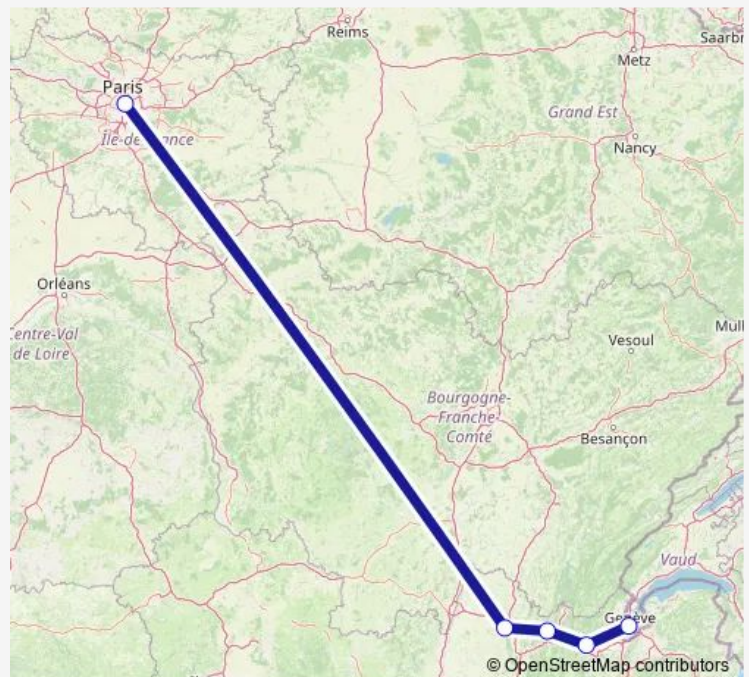 Reims
Saarbr
Metz
Paris
Grand Est
Île-de-France
Nancy
Orléans
Centre-Val
de Loire
Vesoul
Mull
Bourgogne-
Franche-
Comté
Besançon
Vaud
Genève
© OpenStreetMap contributors